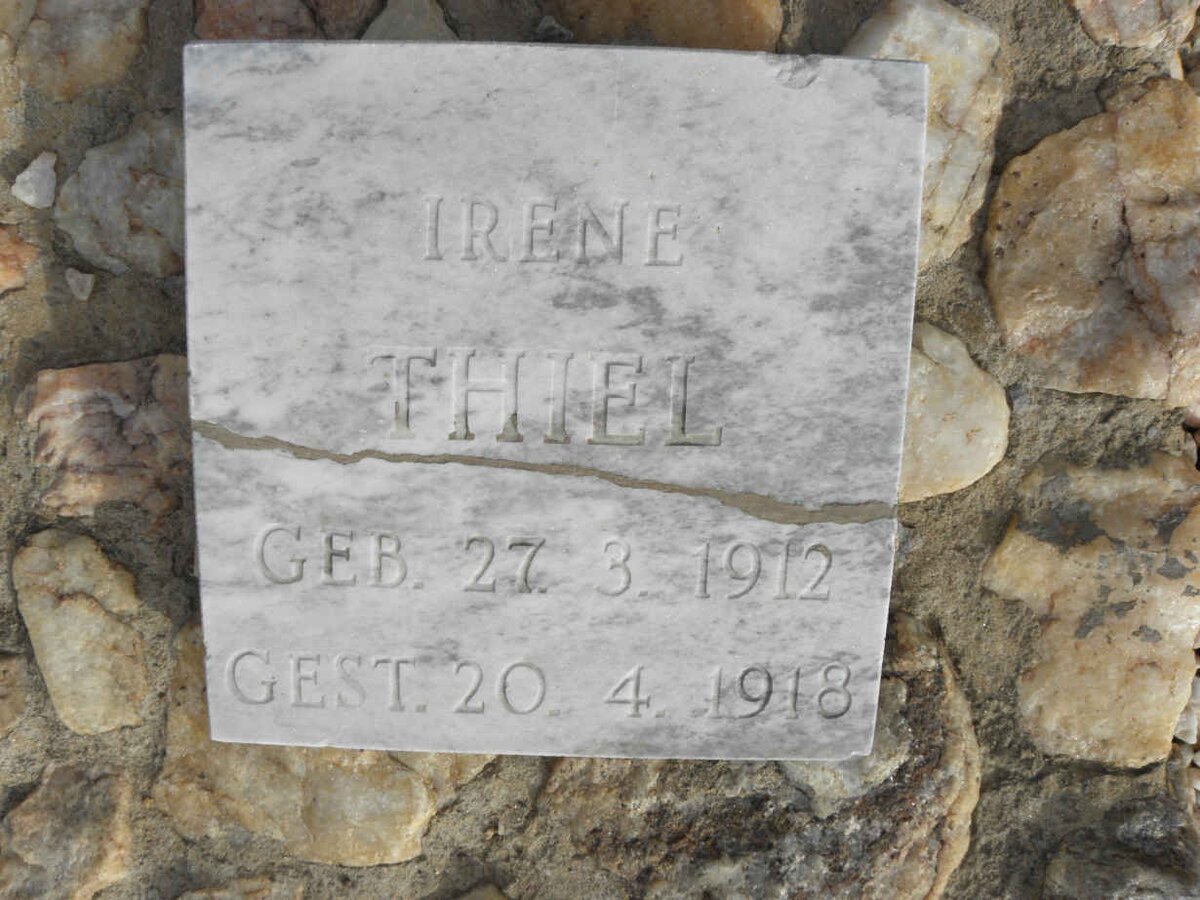 IRENE
THIEL
GEB. 27. 3. 1912
GEST. 20. 4. 1918